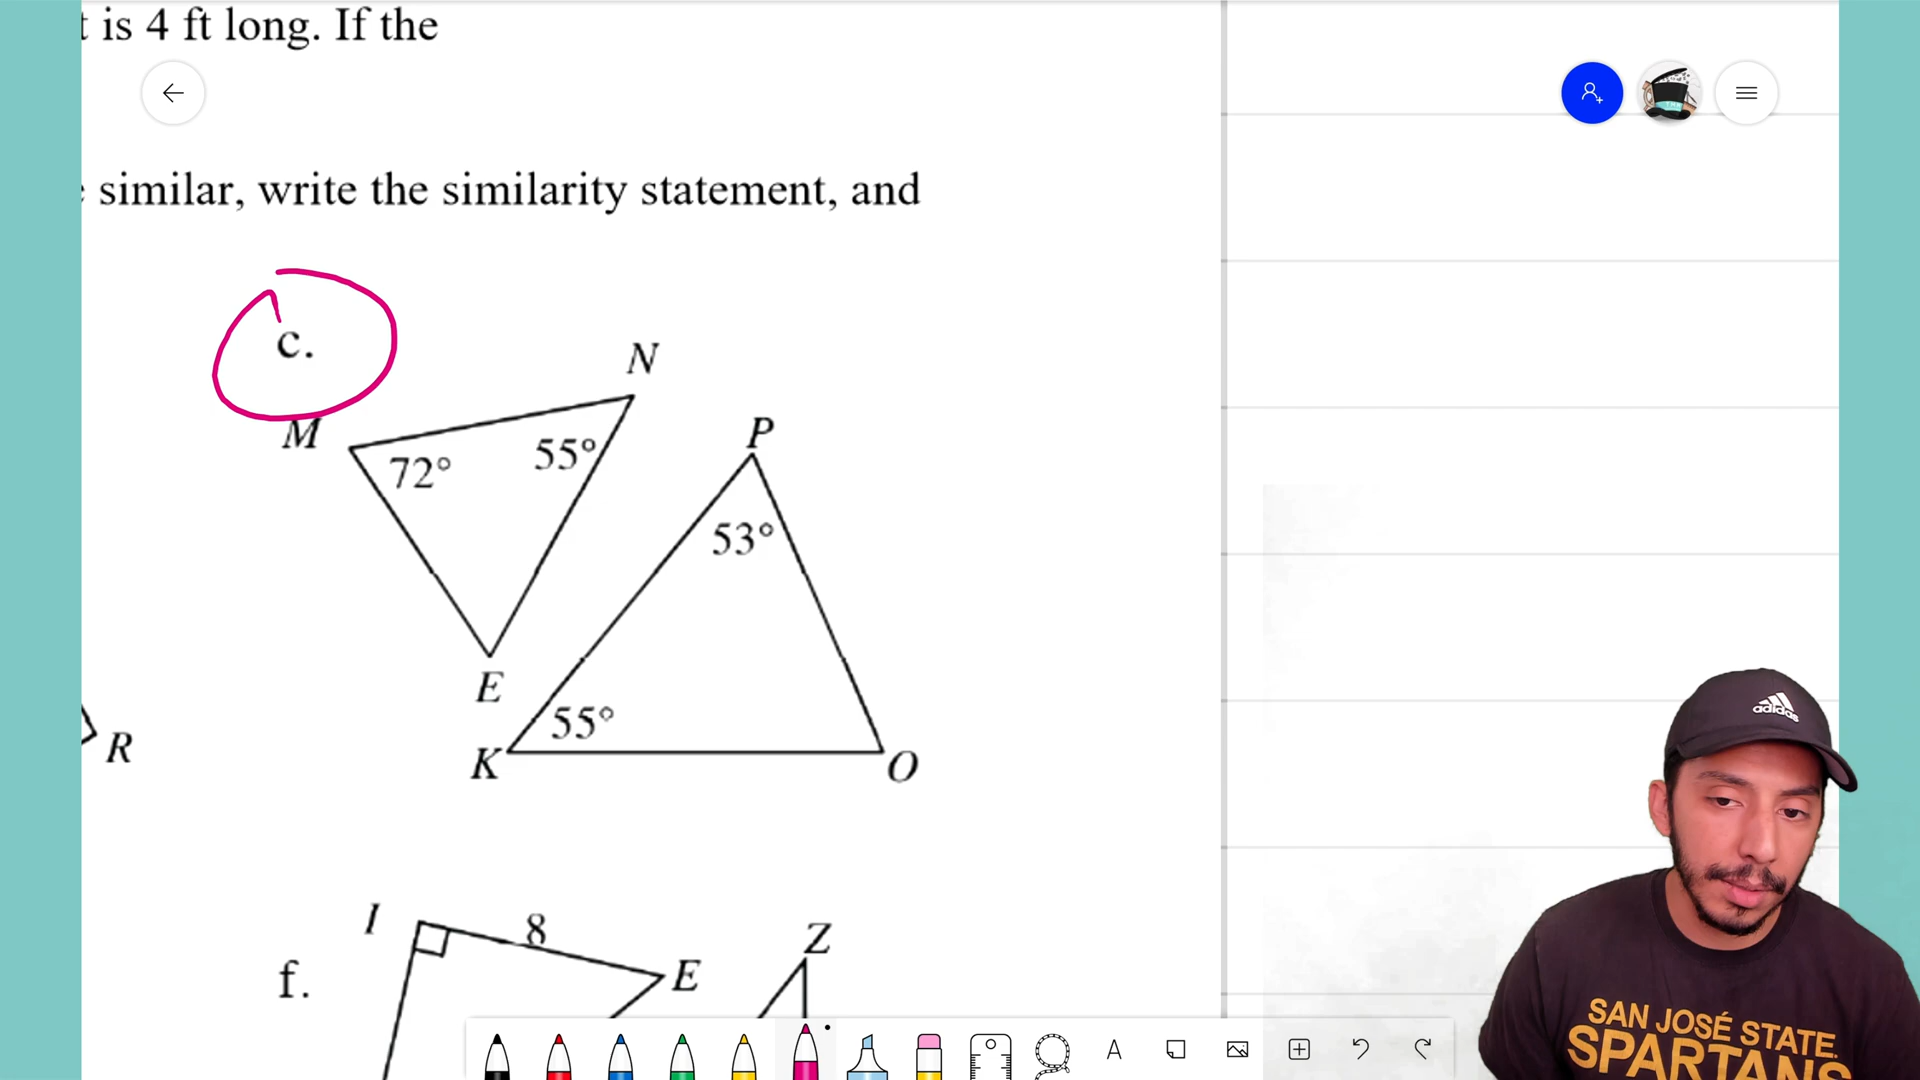 t is 4 ft long. If the
similar, write the similarity statement, and
c.
N
M
72°
55°
P
53°
E
55°
K
O
R
I
8
Z
E
f.
A
adidas
SAN JOSÉ STATE
SPARTANS